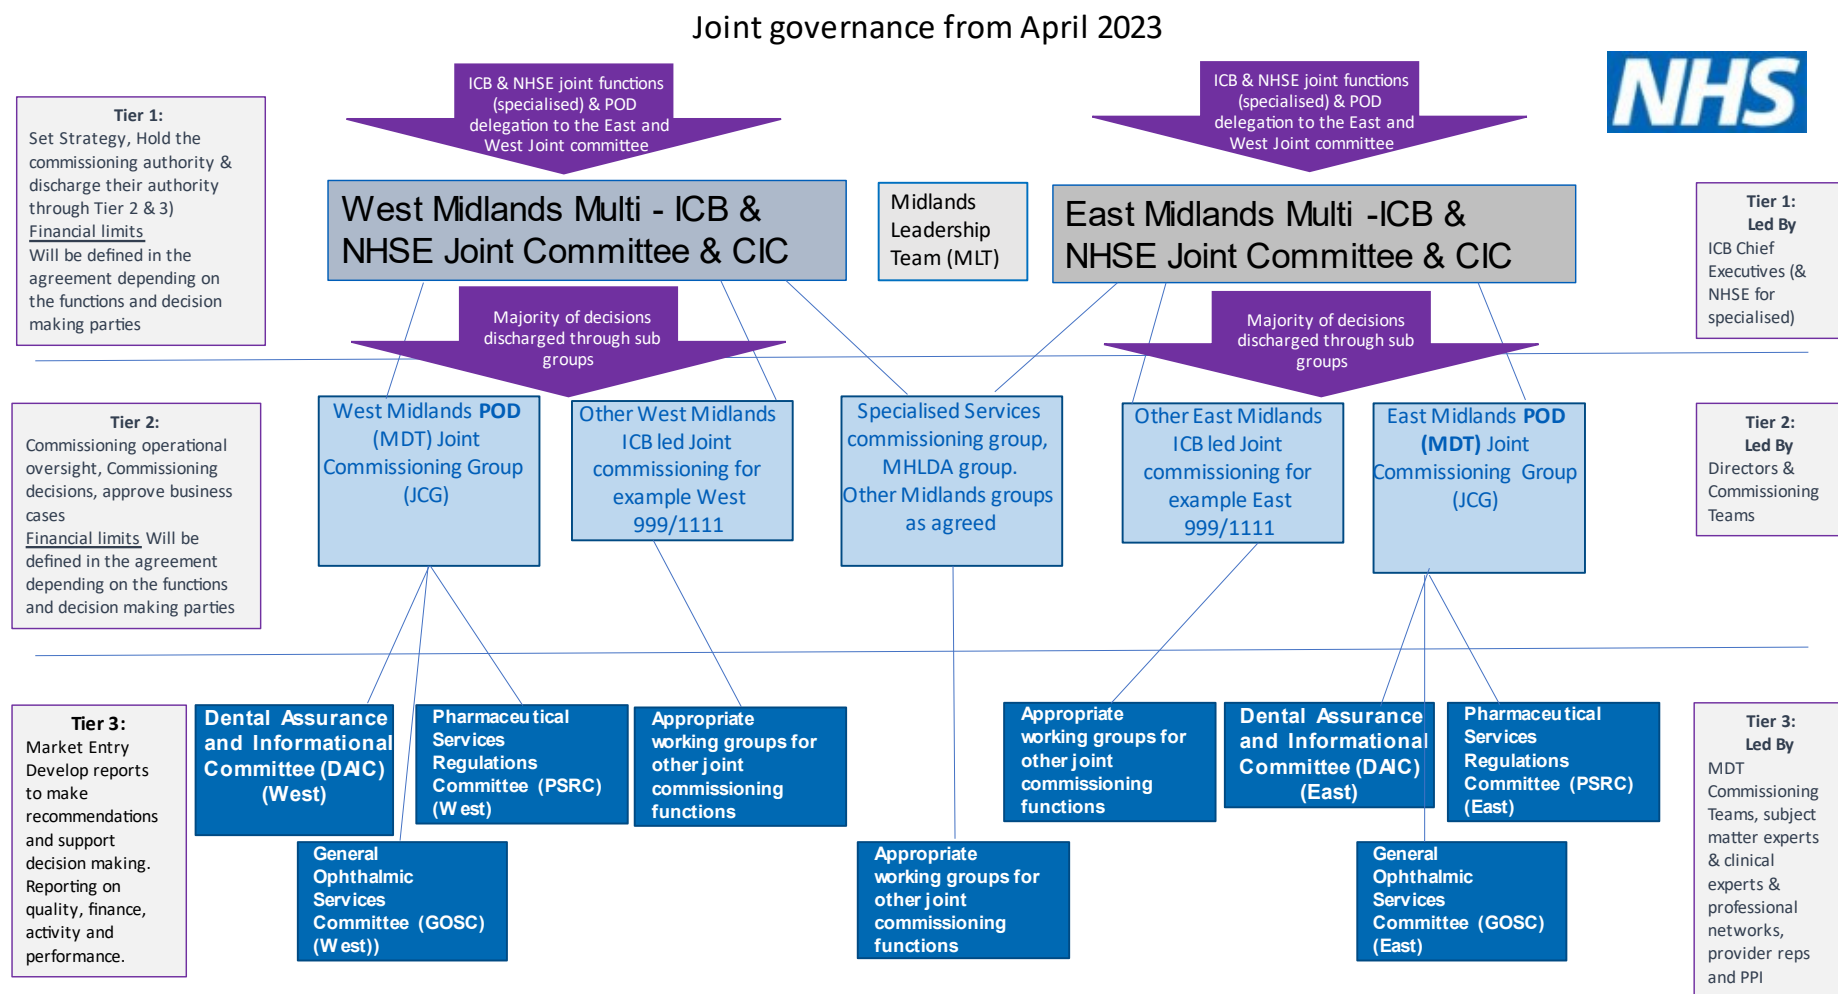 Joint governance from April 2023
NHS
ICB & NHSE joint functions
(specialised) & POD
delegation to the East and
West Joint committee
ICB & NHSE joint functions
(specialised) & POD
delegation to the East and
West Joint committee
Tier 1:
Set Strategy, Hold the
commissioning authority &
discharge their authority
through Tier 2 & 3)
Financial limits
Will be defined in the
agreement depending on
the functions and decision
making parties
West Midlands Multi - ICB &
NHSE Joint Committee & CIC
Midlands
Leadership
Team (MLT)
East Midlands Multi -ICB &
NHSE Joint Committee & CIC
Tier 1:
Led By
ICB Chief
Executives (&
NHSE for
specialised)
Majority of decisions
discharged through sub
groups
Majority of decisions
discharged through sub
groups
Tier 2:
Commissioning operational
oversight, Commissioning
decisions, approve business
cases
Financial limits Will be
defined in the agreement
depending on the functions
and decision making parties
West Midlands POD
(MDT) Joint
Commissioning Group
(JCG)
Other West Midlands
ICB led Joint
commissioning for
example West
999/1111
Specialised Services
commissioning group,
MHLDA group.
Other Midlands groups
as agreed
Other East Midlands
ICB led Joint
commissioning for
example East
999/1111
East Midlands POD
(MDT) Joint
Commissioning Group
(JCG)
Tier 2:
Led By
Directors &
Commissioning
Teams
Tier 3:
Market Entry
Develop reports
to make
recommendations
and support
decision making.
Reporting on
quality, finance,
activity and
performance.
Dental Assurance
and Informational
Committee (DAIC)
(West)
Pharmaceutical
Services
Regulations
Committee (PSRC)
(West)
Appropriate
working groups for
other joint
commissioning
functions
Appropriate
working groups for
other joint
commissioning
functions
Dental Assurance
and Informational
Committee (DAIC)
(East)
Pharmaceutical
Services
Regulations
Committee (PSRC)
(East)
General
Ophthalmic
Services
Committee (GOSC)
(West))
Appropriate
working groups for
other joint
commissioning
functions
General
Ophthalmic
Services
Committee (GOSC)
(East)
Tier 3:
Led By
MDT
Commissioning
Teams, subject
matter experts
& clinical
experts &
professional
networks,
provider reps
and PPI